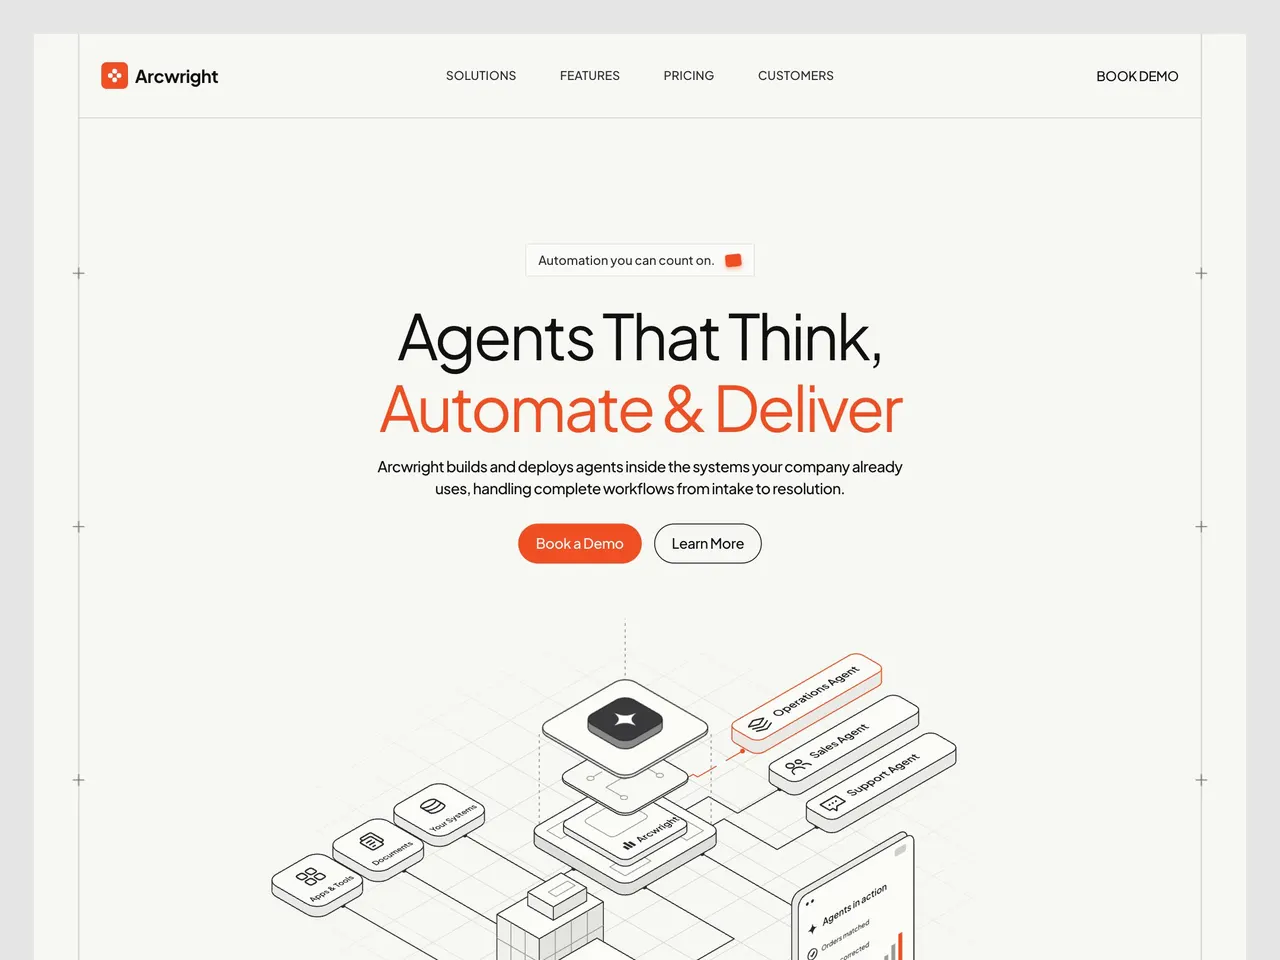 Arcwright
SOLUTIONS
FEATURES
PRICING
CUSTOMERS
BOOK DEMO
Automation you can count on.
Agents That Think,
Automate & Deliver
Arcwright builds and deploys agents inside the systems your company already
uses, handling complete workflows from intake to resolution.
Book a Demo
Learn More
Operations Agent
Sales Agent
Support Agent
Your Systems
Documents
Apps & Tools
Arcwright
Agents in action
Orders matched
corrected